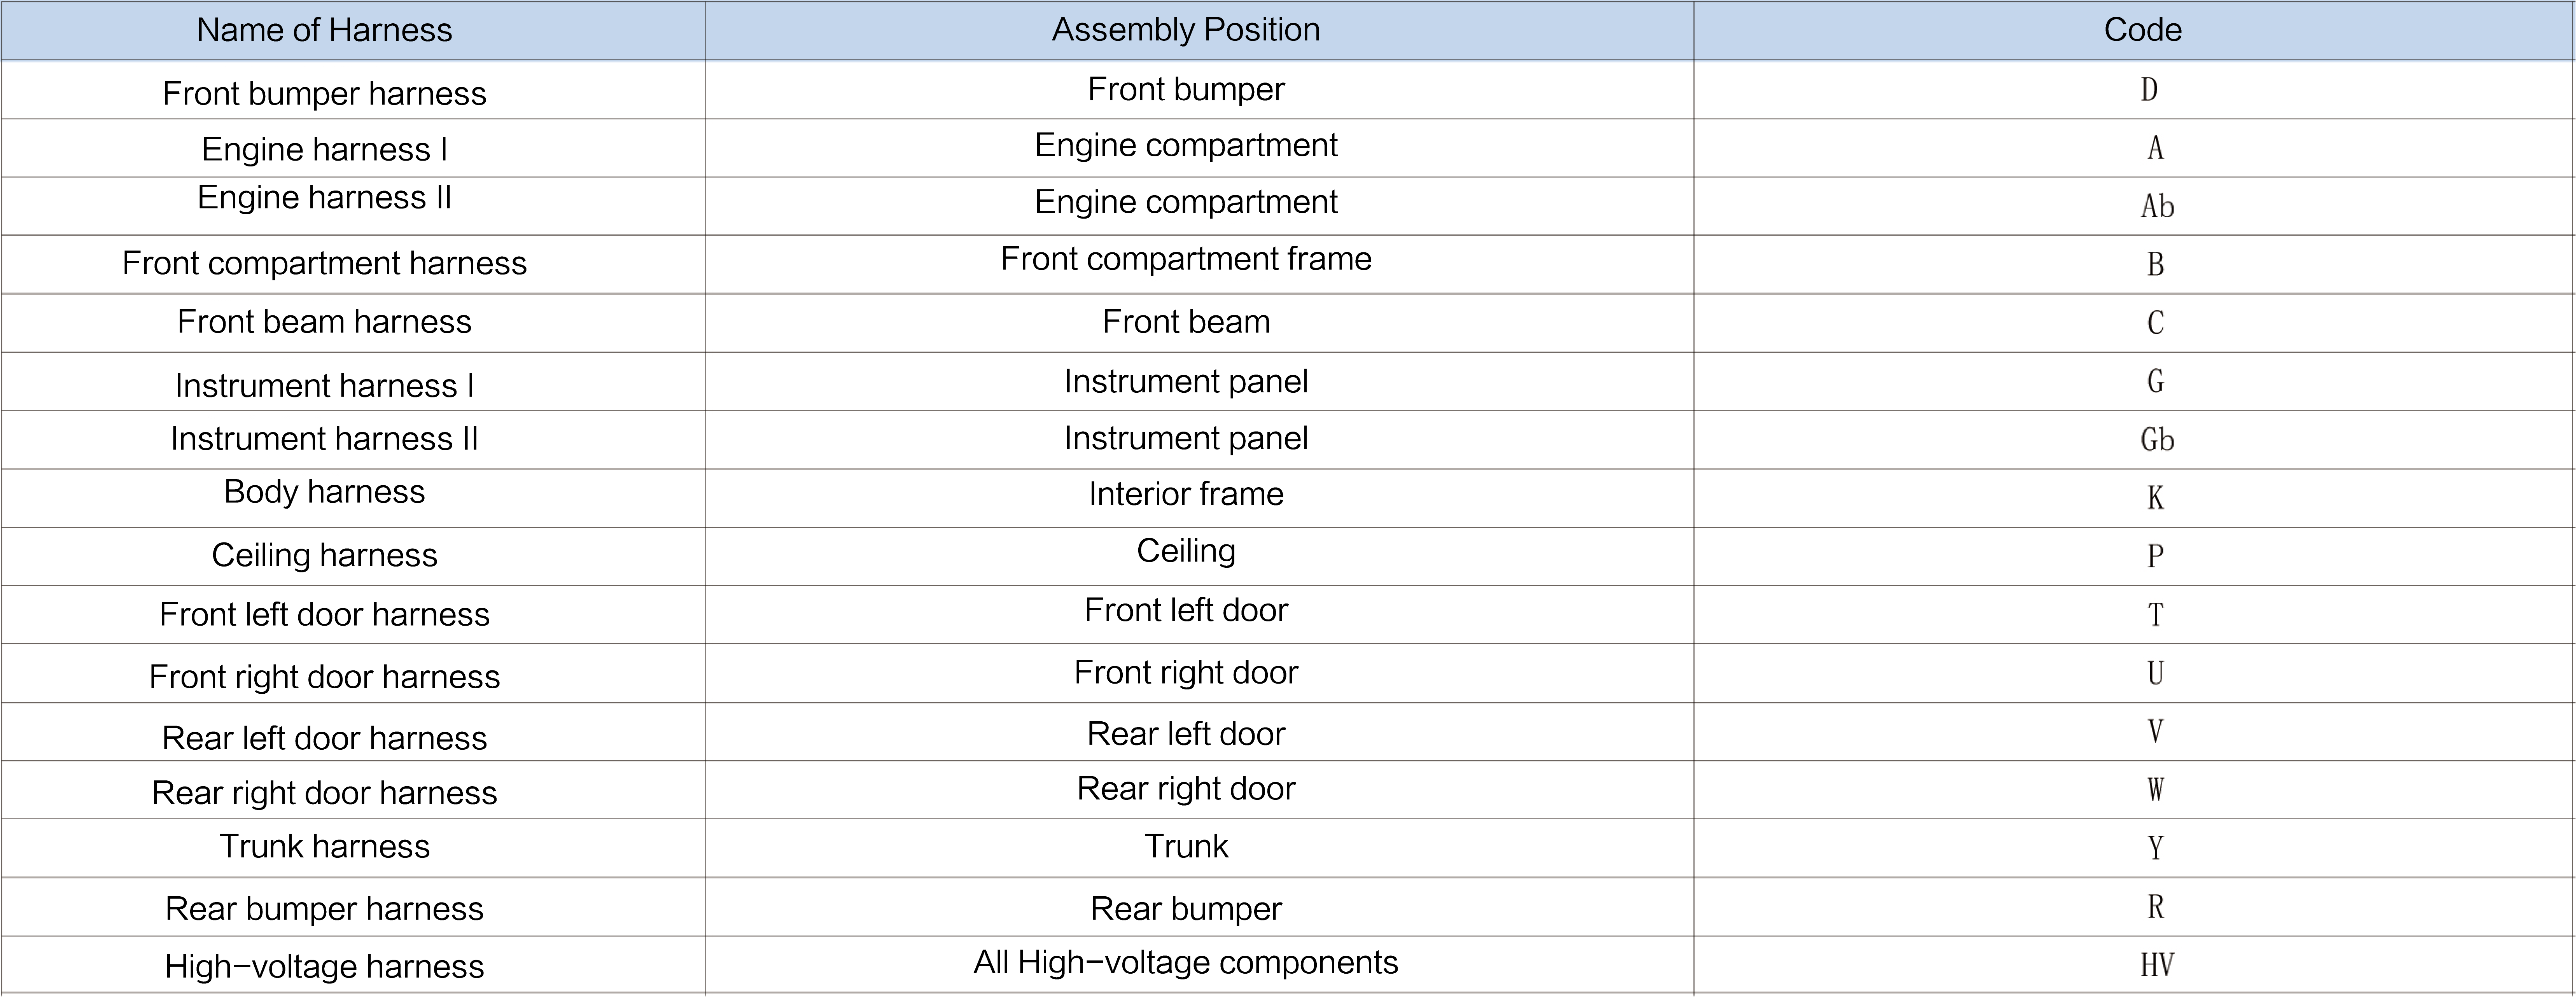 Name of Harness Assembly Position Code
Front bumper harness Front bumper D
Engine harness I Engine compartment A
Engine harness II Engine compartment Ab
Front compartment harness Front compartment frame B
Front beam harness Front beam C
Instrument harness I Instrument panel G
Instrument harness II Instrument panel Gb
Body harness Interior frame K
Ceiling harness Ceiling P
Front left door harness Front left door T
Front right door harness Front right door U
Rear left door harness Rear left door V
Rear right door harness Rear right door W
Trunk harness Trunk Y
Rear bumper harness Rear bumper R
High-voltage harness All High-voltage components HV